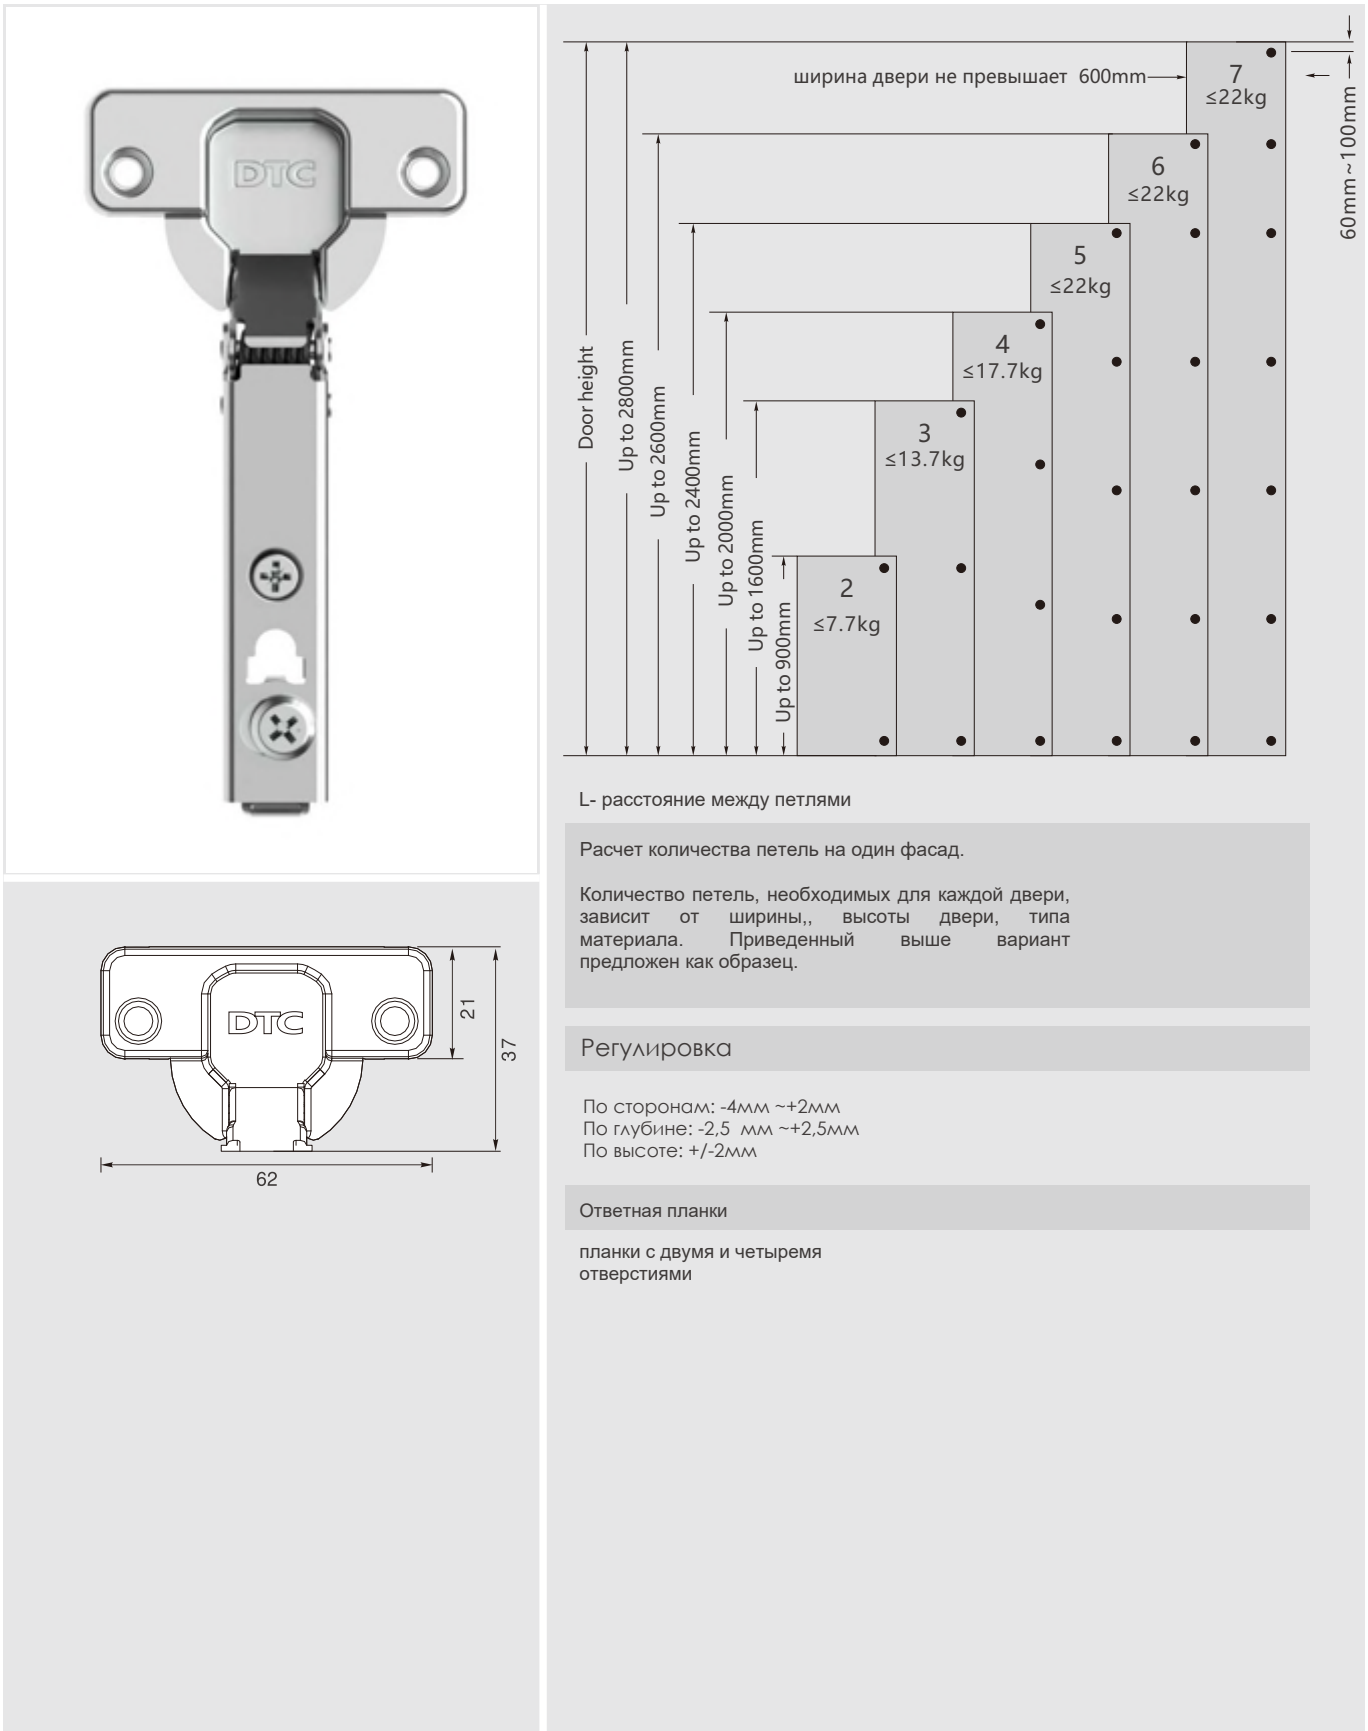 DTC
DTC
21
37
62
ширина двери не превышает 600mm
7
≤22kg
60mm~100mm
6
≤22kg
5
≤22kg
4
≤17.7kg
3
≤13.7kg
2
≤7.7kg
Door height
Up to 2800mm
Up to 2600mm
Up to 2400mm
Up to 2000mm
Up to 1600mm
Up to 900mm
L- расстояние между петлями
Расчет количества петель на один фасад.
Количество петель, необходимых для каждой двери,
зависит от ширины,, высоты двери, типа
материала. Приведенный выше вариант
предложен как образец.
Регулировка
По сторонам: -4мм ~+2мм
По глубине: -2,5 мм ~+2,5мм
По высоте: +/-2мм
Ответная планки
планки с двумя и четыремя
отверстиями